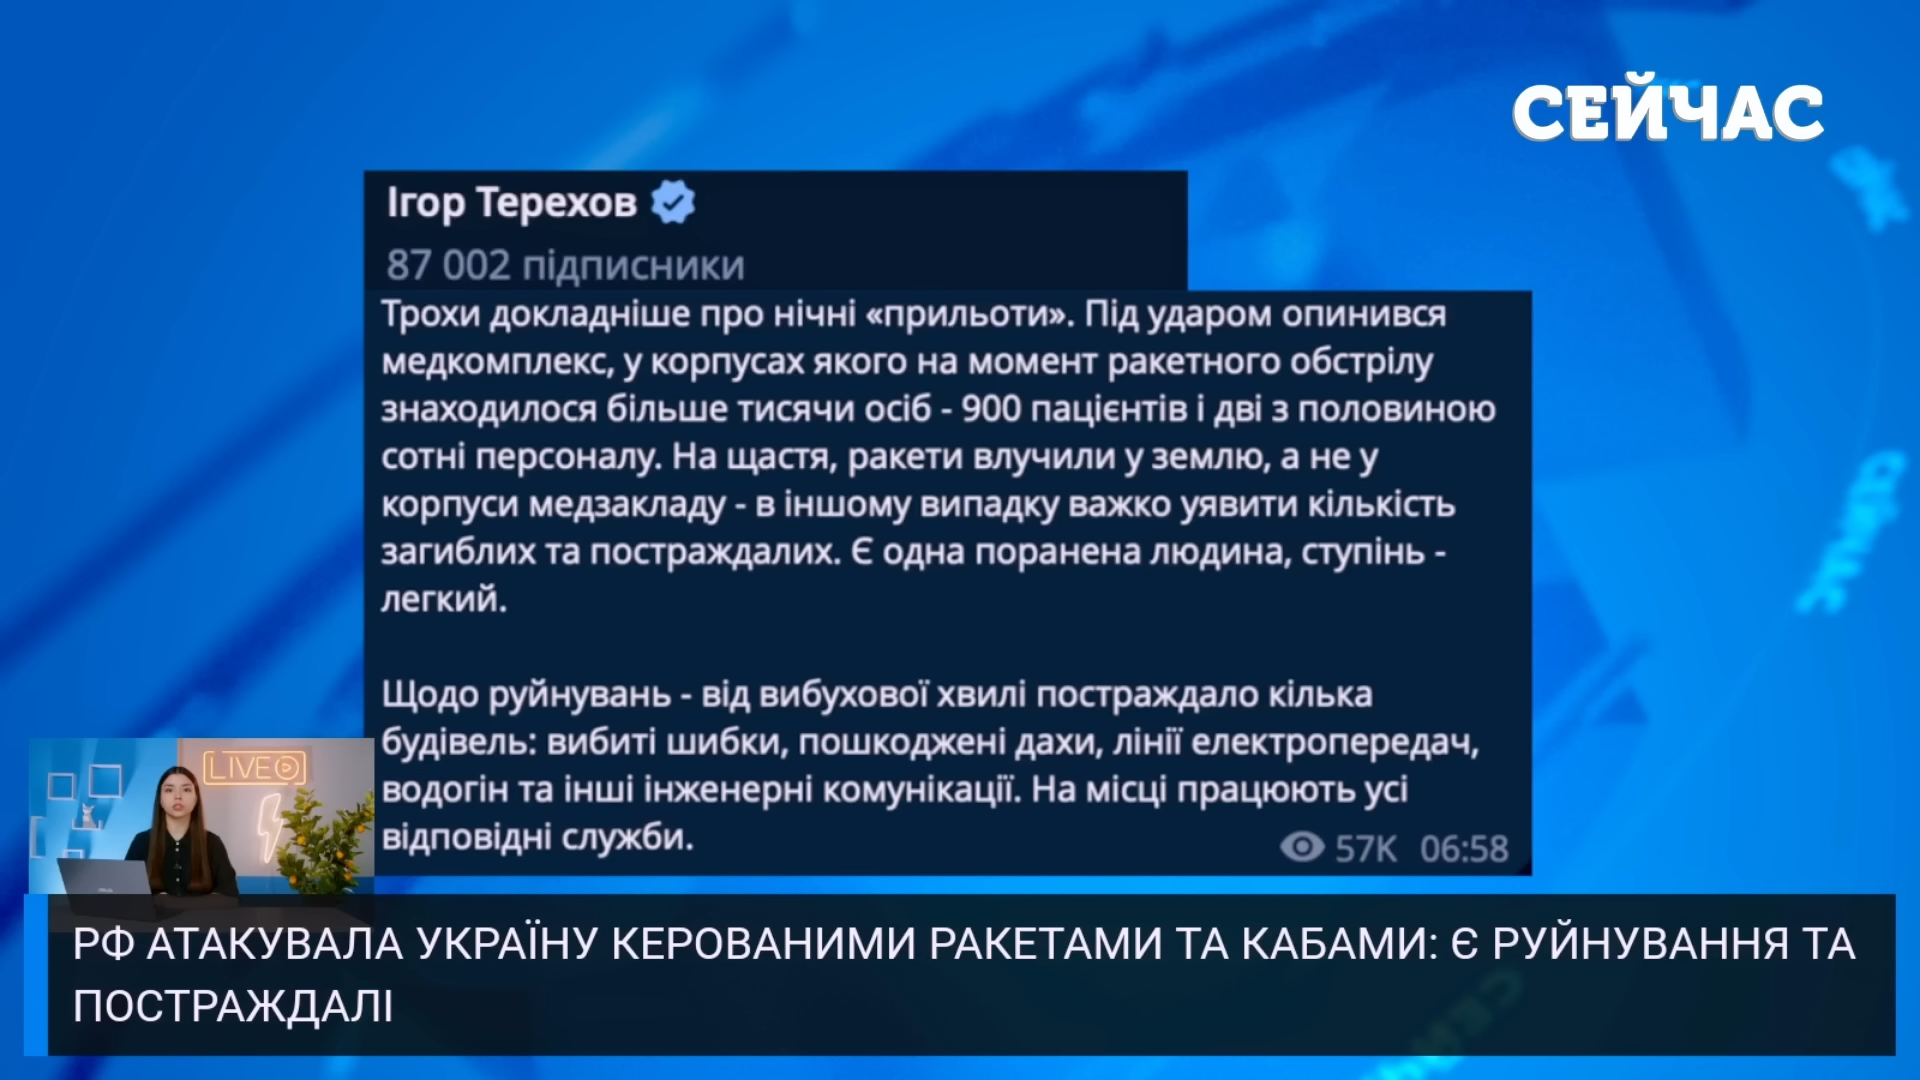 СЕЙЧАС
Ігор Терехов
87 002 підписники
Трохи докладніше про нічні «прильоти». Під ударом опинився
медкомплекс, у корпусах якого на момент ракетного обстрілу
знаходилося більше тисячи осіб - 900 пацієнтів і дві з половиною
сотні персоналу. На щастя, ракети влучили у землю, а не у
корпуси медзакладу - в іншому випадку важко уявити кількість
загиблих та постраждалих. Є одна поранена людина, ступінь -
легкий.
Щодо руйнувань - від вибухової хвилі постраждало кілька
будівель: вибиті шибки, пошкоджені дахи, лінії електропередач,
водогін та інші інженерні комунікації. На місці працюють усі
відповідні служби.
57K 06:58
LIVE
РФ АТАКУВАЛА УКРАЇНУ КЕРОВАНИМИ РАКЕТАМИ ТА КАБАМИ: Є РУЙНУВАННЯ ТА
ПОСТРАЖДАЛІ